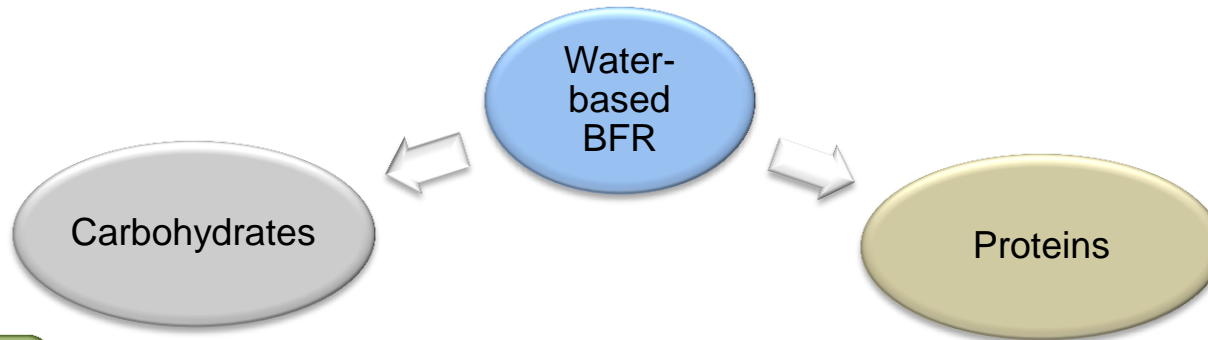 Water-
based
BFR
Carbohydrates
Proteins